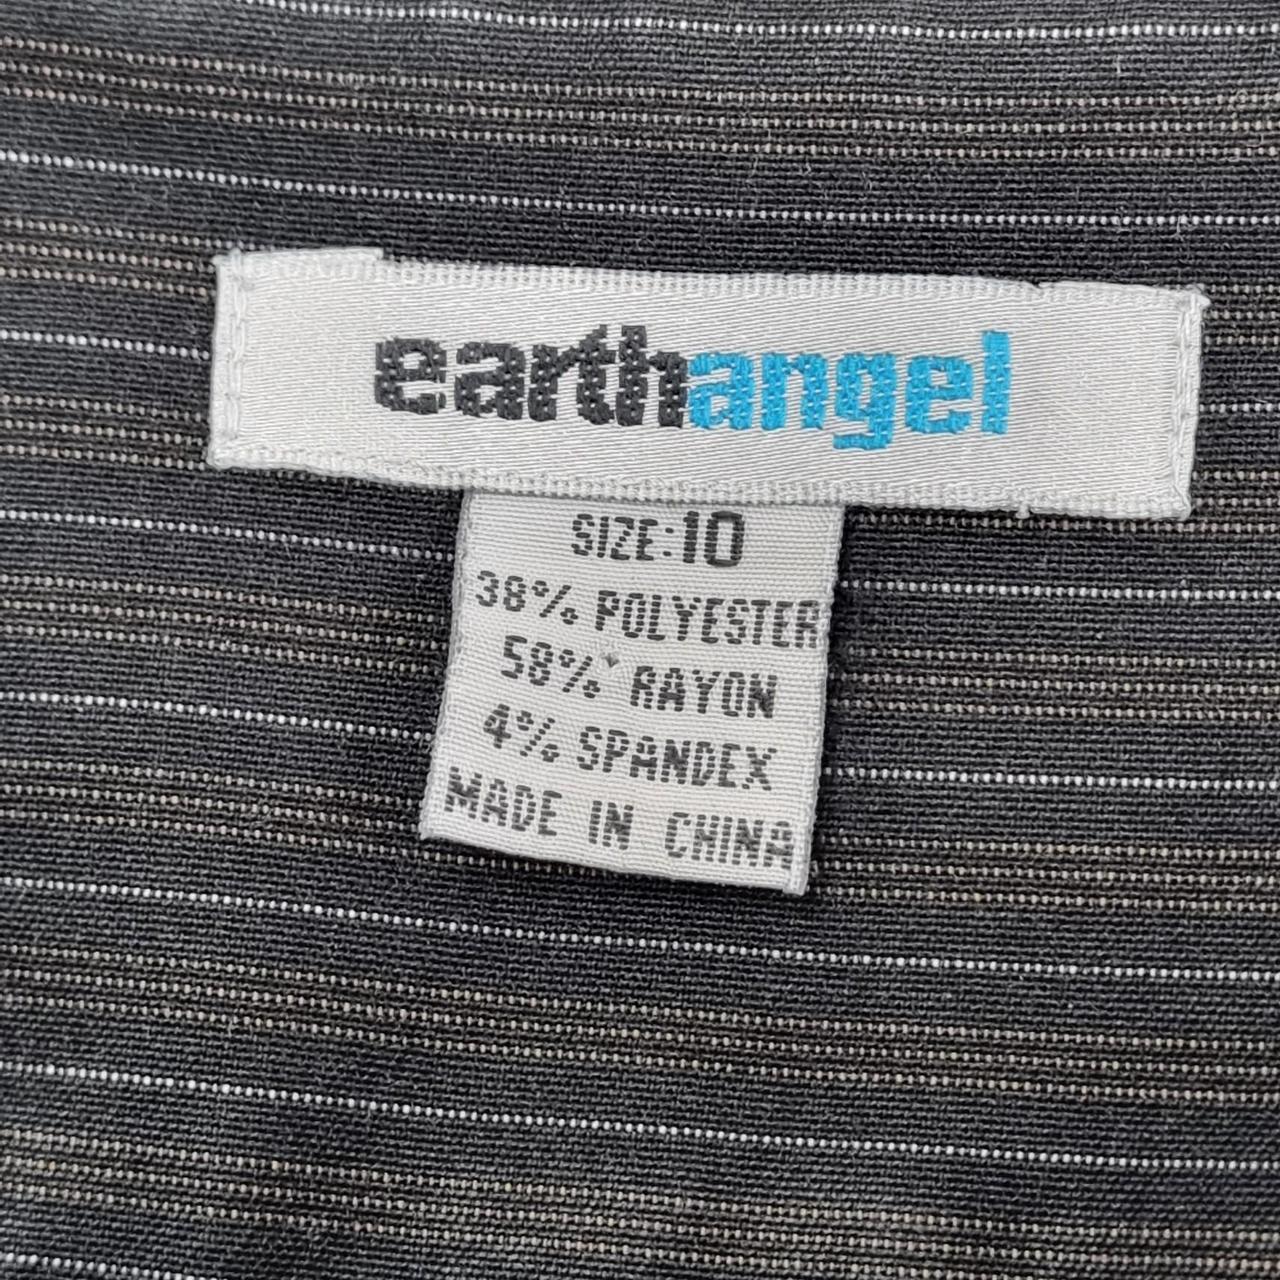 earthangel
SIZE:10
38% POLYESTER
58% RAYON
4% SPANDEX
MADE IN CHINA